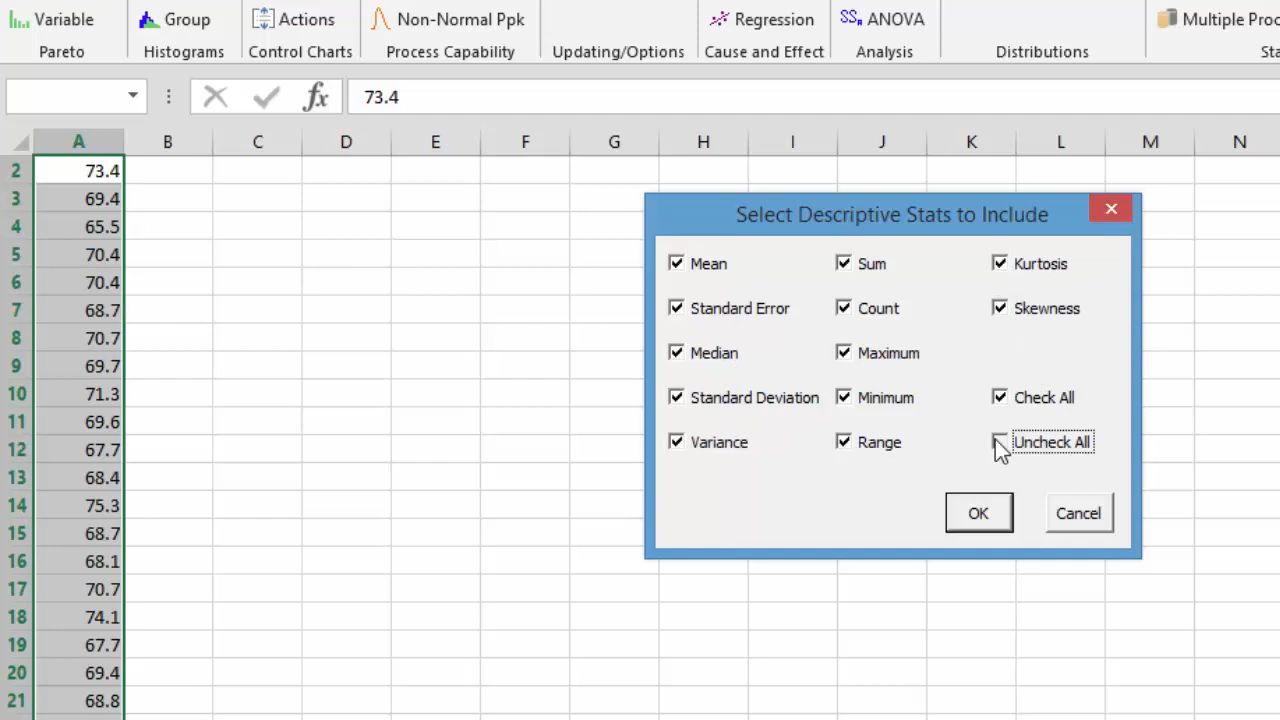 Variable Group Actions Non-Normal Ppk Regression SS ANOVA Multiple Proc
Pareto Histograms Control Charts Process Capability Updating/Options Cause and Effect Analysis Distributions Sta
fx 73.4
A B C D E F G H I J K L M N
2 73.4
3 69.4
4 65.5
5 70.4
6 70.4
7 68.7
8 70.7
9 69.7
10 71.3
11 69.6
12 67.7
13 68.4
14 75.3
15 68.7
16 68.1
17 70.7
18 74.1
19 67.7
20 69.4
21 68.8
Select Descriptive Stats to Include
Mean Sum Kurtosis
Standard Error Count Skewness
Median Maximum
Standard Deviation Minimum Check All
Variance Range Uncheck All
OK Cancel